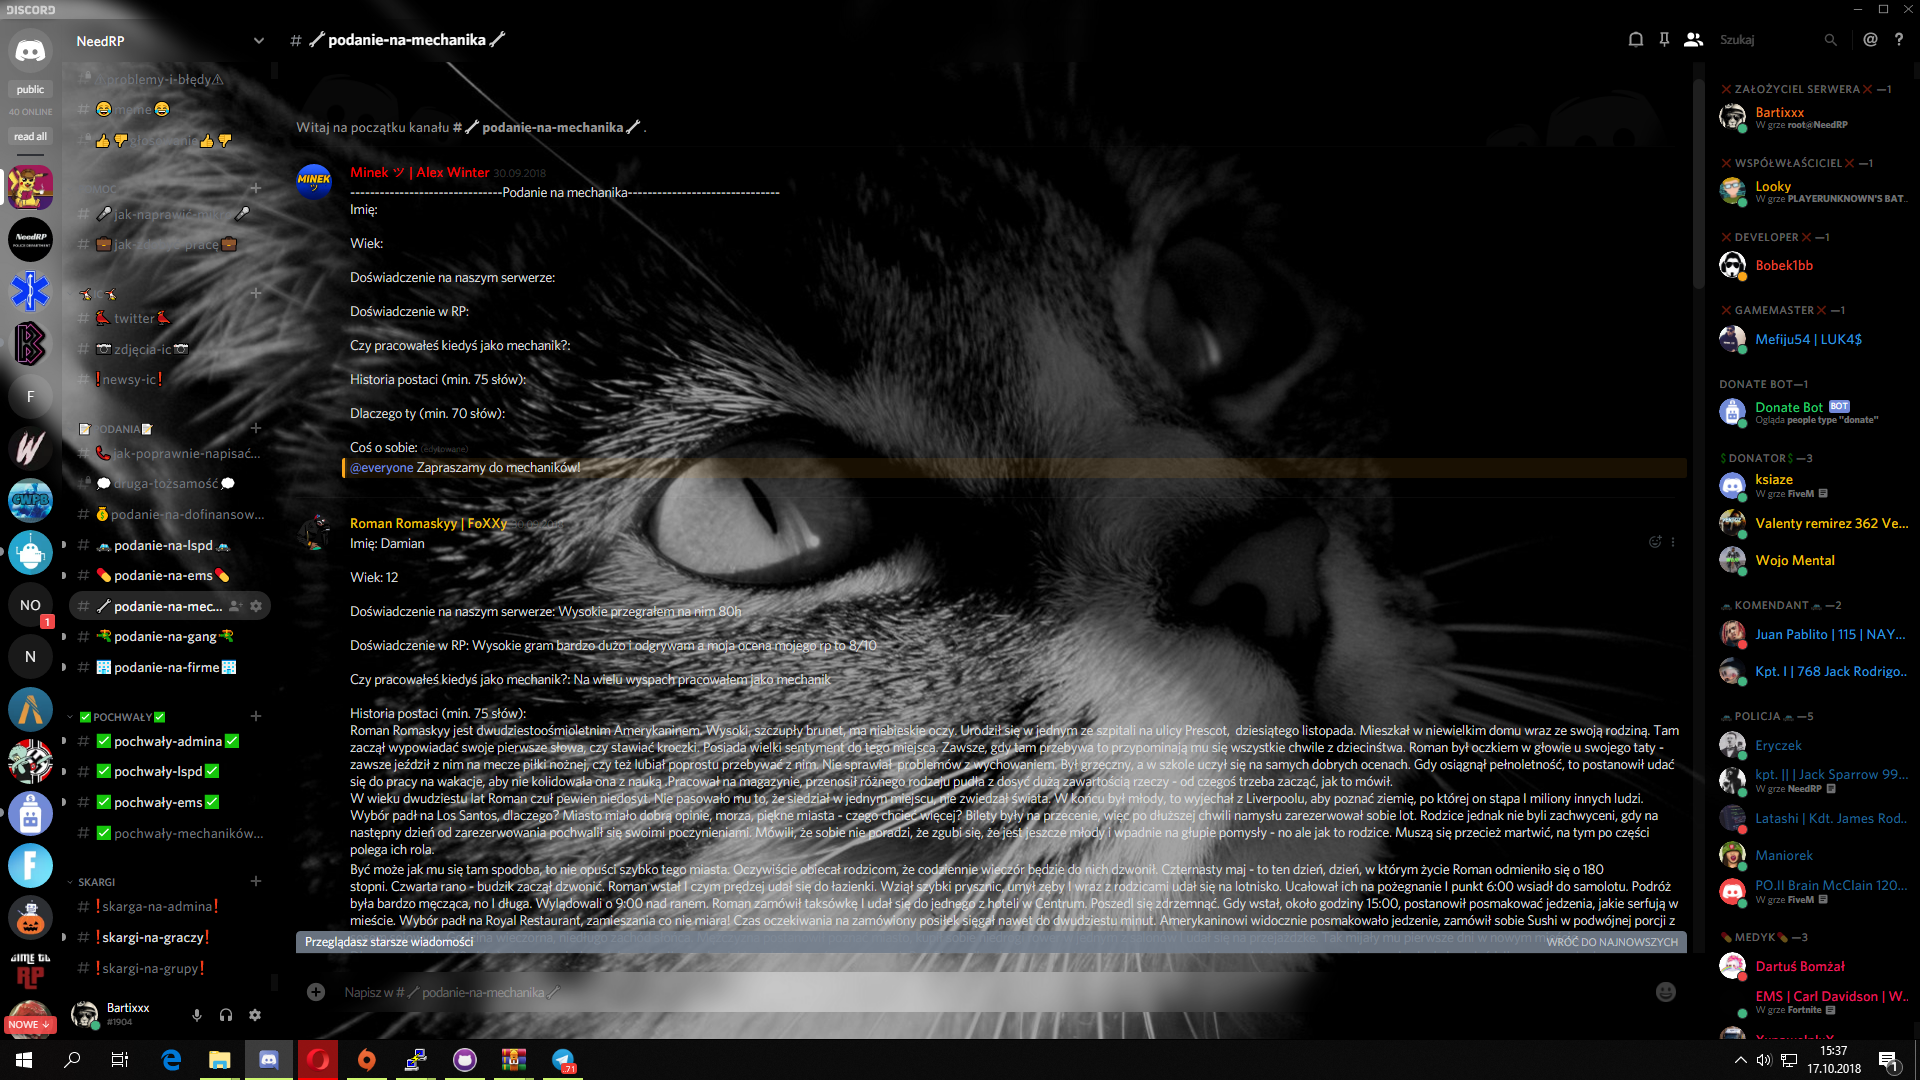 DISCORD
NeedRP
# podanie-na-mechanika
Szukaj
public
40 ONLINE
read all
NO
1
N
F
NOWE
problemy-i-błędy
meme
jak-naprawić
twitter
zdjęcia-ic
newsy-ic
PODANIA
jak-poprawnie-napisać...
druga-tożsamość
podanie-na-dofinansow...
podanie-na-lspd
podanie-na-ems
podanie-na-mec...
podanie-na-gang
podanie-na-firme
POCHWAŁY
pochwały-admina
pochwały-lspd
pochwały-ems
pochwały-mechaników...
SKARGI
skarga-na-admina
skargi-na-graczy
skargi-na-grupy
Bartixxx
#1904
Witaj na początku kanału # podanie-na-mechanika .
MINEK
Minek ツ | Alex Winter 30.09.2018
-------------------------------Podanie na mechanika-------------------------------
Imię:
Wiek:
Doświadczenie na naszym serwerze:
Doświadczenie w RP:
Czy pracowałeś kiedyś jako mechanik?:
Historia postaci (min. 75 słów):
Dlaczego ty (min. 70 słów):
Coś o sobie: (edytowane)
@everyone Zapraszamy do mechaników!
Roman Romaskyy | FoXXy
Imię: Damian
Wiek: 12
Doświadczenie na naszym serwerze: Wysokie przegrałem na nim 80h
Doświadczenie w RP: Wysokie gram bardzo dużo i odgrywam a moja ocena mojego rp to 8/10
Czy pracowałeś kiedyś jako mechanik?: Na wielu wyspach pracowałem jako mechanik
Historia postaci (min. 75 słów):
Roman Romaskyy jest dwudziestoośmioletnim Amerykaninem. Wysoki, szczupły brunet, ma niebieskie oczy. Urodził się w jednym ze szpitali na ulicy Prescot, dziesiątego listopada. Mieszkał w niewielkim domu wraz ze swoją rodziną. Tam
zaczął wypowiadać swoje pierwsze słowa, czy stawiać kroczki. Posiada wielki sentyment do tego miejsca. Zawsze, gdy tam przebywa to przypominają mu się wszystkie chwile z dzieciństwa. Roman był oczkiem w głowie u swojego taty -
zawsze jeździł z nim na mecze piłki nożnej, czy też lubiał poprostu przebywać z nim. Nie sprawiał problemów z wychowaniem. Był grzeczny, a w szkole uczył się na samych dobrych ocenach. Gdy osiągnął pełnoletność, to postanowił udać
się do pracy na wakacje, aby nie kolidowała ona z nauką .Pracował na magazynie, przenosił różnego rodzaju pudła z dosyć dużą zawartością rzeczy - od czegoś trzeba zacząć, jak to mówił.
W wieku dwudziestu lat Roman czuł pewien niedosyt. Nie pasowało mu to, że siedział w jednym miejscu, nie zwiedzał świata. W końcu był młody, to wyjechał z Liverpoolu, aby poznać ziemię, po której on stąpa I miliony innych ludzi.
Wybór padł na Los Santos, dlaczego? Miasto miało dobrą opinie, morza, piękne miasta - czego chcieć więcej? Bilety były na przecenie, więc po dłuższej chwili namysłu zarezerwował sobie lot. Rodzice jednak nie byli zachwyceni, gdy na
następny dzień od zarezerwowania pochwalił się swoimi poczynieniami. Mówili, że sobie nie poradzi, że zgubi się, że jest jeszcze młody i wpadnie na głupie pomysły - no ale jak to rodzice. Muszą się przecież martwić, na tym po części
polega ich rola.
Być może jak mu się tam spodoba, to nie opuści szybko tego miasta. Oczywiście obiecał rodzicom, że codziennie wieczór będzie do nich dzwonił. Czternasty maj - to ten dzień, dzień, w którym życie Roman odmieniło się o 180
stopni. Czwarta rano - budzik zaczął dzwonić. Roman wstał I czym prędzej udał się do łazienki. Wziął szybki prysznic, umył zęby I wraz z rodzicami udał się na lotnisko. Ucałował ich na pożegnanie I punkt 6:00 wsiadł do samolotu. Podróż
była bardzo męcząca, no I długa. Wylądowali o 9:00 nad ranem. Roman zamówił taksówkę I udał się do jednego z hoteli w Centrum. Poszedł się zdrzemnąć. Gdy wstał, około godziny 15:00, postanowił posmakować jedzenia, jakie serfują w
mieście. Wybór padł na Royal Restaurant, zamieszania co nie miara! Czas oczekiwania na zamówiony posiłek sięgał nawet do dwudziestu minut. Amerykaninowi widocznie posmakowało jedzenie, zamówił sobie Sushi w podwójnej porcji z
Przeglądasz starsze wiadomości
WRÓĆ DO NAJNOWSZYCH
Napisz w # podanie-na-mechanika
ZAŁOŻYCIEL SERWERA—1
Bartixxx
W grze root@NeedRP
WSPÓŁWŁAŚCICIEL—1
Looky
W grze PLAYERUNKNOWN'S BAT...
DEVELOPER—1
Bobek1bb
GAMEMASTER—1
Mefiju54 | LUK4$
DONATE BOT—1
Donate Bot BOT
Ogląda people type "donate"
$DONATOR$—3
ksiaze
W grze FiveM
Valenty remirez 362 Ve...
Wojo Mental
KOMENDANT—2
Juan Pablito | 115 | NAY...
Kpt. I | 768 Jack Rodrigo...
POLICJA—5
Eryczek
kpt. || | Jack Sparrow 99...
W grze NeedRP
Latashi | Kdt. James Rod...
Maniorek
PO.II Brain McClain 120...
W grze FiveM
MEDYK—3
Dartuś Bomżał
EMS | Carl Davidson | W...
W grze Fortnite
71
15:37
17.10.2018
1